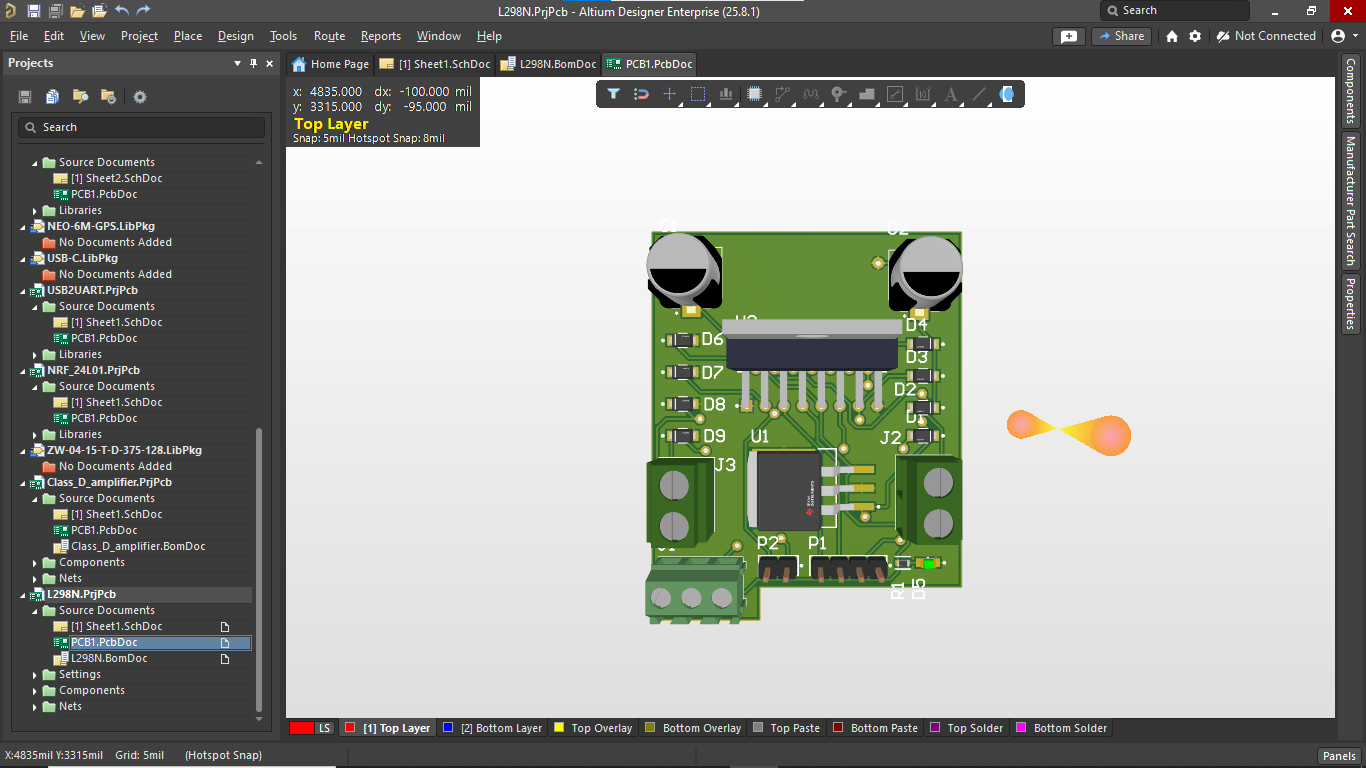 L298N.PrjPcb - Altium Designer Enterprise (25.8.1)
Search
File Edit View Project Place Design Tools Route Reports Window Help
Share
Not Connected
Projects
Home Page
[1] Sheet1.SchDoc
L298N.BomDoc
PCB1.PcbDoc
x: 4835.000 dx: -100.000 mil
y: 3315.000 dy: -95.000 mil
Top Layer
Snap: 5mil Hotspot Snap: 8mil
Search
Source Documents
[1] Sheet2.SchDoc
PCB1.PcbDoc
Libraries
NEO-6M-GPS.LibPkg
No Documents Added
USB-C.LibPkg
No Documents Added
USB2UART.PrjPcb
Source Documents
[1] Sheet1.SchDoc
PCB1.PcbDoc
Libraries
NRF_24L01.PrjPcb
Source Documents
[1] Sheet1.SchDoc
PCB1.PcbDoc
Libraries
ZW-04-15-T-D-375-128.LibPkg
No Documents Added
Class_D_amplifier.PrjPcb
Source Documents
[1] Sheet1.SchDoc
PCB1.PcbDoc
Class_D_amplifier.BomDoc
Components
Nets
L298N.PrjPcb
Source Documents
[1] Sheet1.SchDoc
PCB1.PcbDoc
L298N.BomDoc
Settings
Components
Nets
D6
D7
D8
D9
D4
D3
D2
D1
U1
J2
J3
P2
P1
R1
D5
Components
Manufacturer Part Search
Properties
LS
[1] Top Layer
[2] Bottom Layer
Top Overlay
Bottom Overlay
Top Paste
Bottom Paste
Top Solder
Bottom Solder
X:4835mil Y:3315mil Grid: 5mil (Hotspot Snap)
Panels